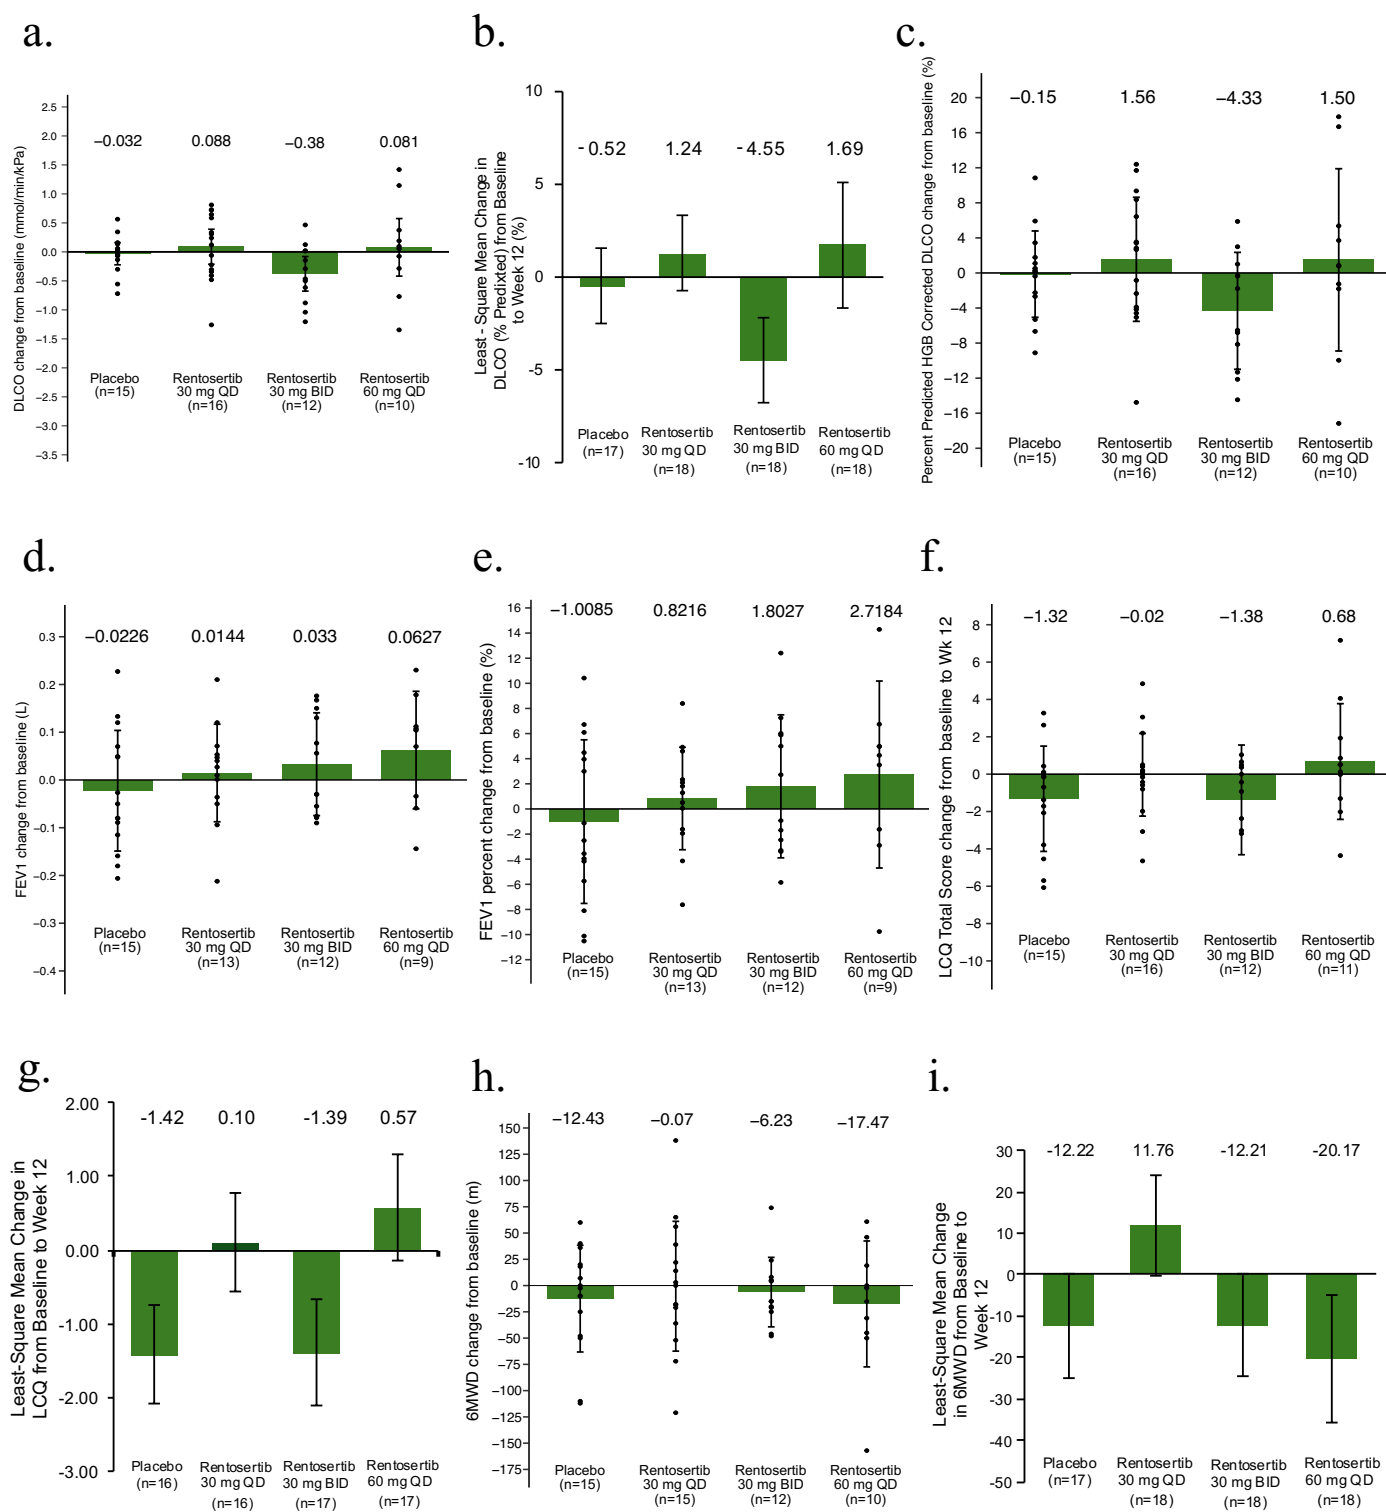 a.
DLCO change from baseline (mmol/min/kPa)
2.5
2.0
1.5
1.0
0.5
0.0
−0.5
−1.0
−1.5
−2.0
−2.5
−3.0
−3.5
−0.032 0.088 −0.38 0.081
Placebo Rentosertib Rentosertib Rentosertib
(n=15) 30 mg QD 30 mg BID 60 mg QD
(n=16) (n=12) (n=10)
b.
Least - Square Mean Change in
DLCO (% Predixted) from Baseline
to Week 12 (%)
10
5
0
-5
-10
-0.52 1.24 -4.55 1.69
Placebo Rentosertib Rentosertib Rentosertib
(n=17) 30 mg QD 30 mg BID 60 mg QD
(n=18) (n=18) (n=18)
c.
Percent Predicted HGB Corrected DLCO change from baseline (%)
20
16
12
8
4
0
−4
−8
−12
−16
−20
−0.15 1.56 −4.33 1.50
Placebo Rentosertib Rentosertib Rentosertib
(n=15) 30 mg QD 30 mg BID 60 mg QD
(n=16) (n=12) (n=10)
d.
FEV1 change from baseline (L)
0.3
0.2
0.1
0.0
−0.1
−0.2
−0.3
−0.4
−0.0226 0.0144 0.033 0.0627
Placebo Rentosertib Rentosertib Rentosertib
(n=15) 30 mg QD 30 mg BID 60 mg QD
(n=13) (n=12) (n=9)
e.
FEV1 percent change from baseline (%)
16
14
12
10
8
6
4
2
0
−2
−4
−6
−8
−10
−12
−1.0085 0.8216 1.8027 2.7184
Placebo Rentosertib Rentosertib Rentosertib
(n=15) 30 mg QD 30 mg BID 60 mg QD
(n=13) (n=12) (n=9)
f.
LCQ Total Score change from baseline to Wk 12
8
6
4
2
0
−2
−4
−6
−8
−10
−1.32 −0.02 −1.38 0.68
Placebo Rentosertib Rentosertib Rentosertib
(n=15) 30 mg QD 30 mg BID 60 mg QD
(n=16) (n=12) (n=11)
g.
Least-Square Mean Change in
LCQ from Baseline to Week 12
2.00
1.00
0.00
-1.00
-2.00
-3.00
-1.42 0.10 -1.39 0.57
Placebo Rentosertib Rentosertib Rentosertib
(n=16) 30 mg QD 30 mg BID 60 mg QD
(n=16) (n=17) (n=17)
h.
6MWD change from baseline (m)
150
125
100
75
50
25
0
−25
−50
−75
−100
−125
−150
−175
−12.43 −0.07 −6.23 −17.47
Placebo Rentosertib Rentosertib Rentosertib
(n=15) 30 mg QD 30 mg BID 60 mg QD
(n=15) (n=12) (n=10)
i.
Least-Square Mean Change
in 6MWD from Baseline to
Week 12
30
20
10
0
-10
-20
-30
-40
-50
-12.22 11.76 -12.21 -20.17
Placebo Rentosertib Rentosertib Rentosertib
(n=17) 30 mg QD 30 mg BID 60 mg QD
(n=18) (n=18) (n=18)